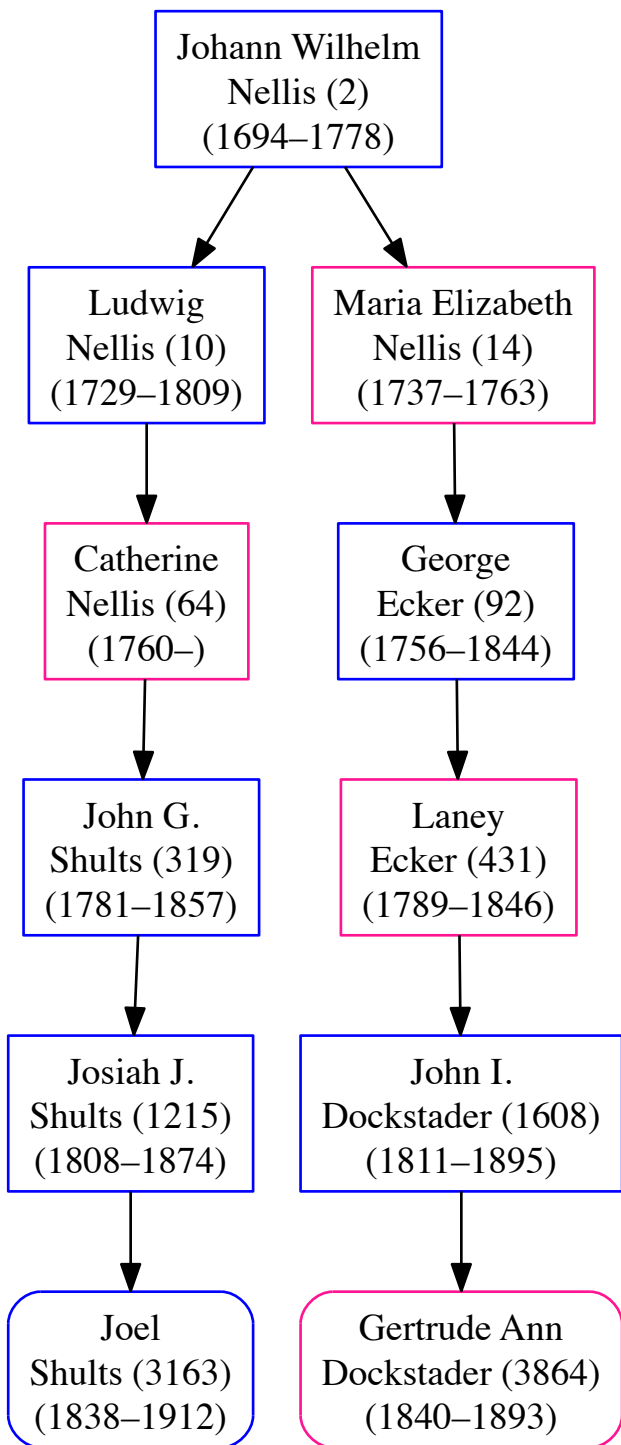 Johann Wilhelm
Nellis (2)
(1694–1778)
Ludwig
Nellis (10)
(1729–1809)
Maria Elizabeth
Nellis (14)
(1737–1763)
Catherine
Nellis (64)
(1760–)
George
Ecker (92)
(1756–1844)
John G.
Shults (319)
(1781–1857)
Laney
Ecker (431)
(1789–1846)
Josiah J.
Shults (1215)
(1808–1874)
John I.
Dockstader (1608)
(1811–1895)
Joel
Shults (3163)
(1838–1912)
Gertrude Ann
Dockstader (3864)
(1840–1893)